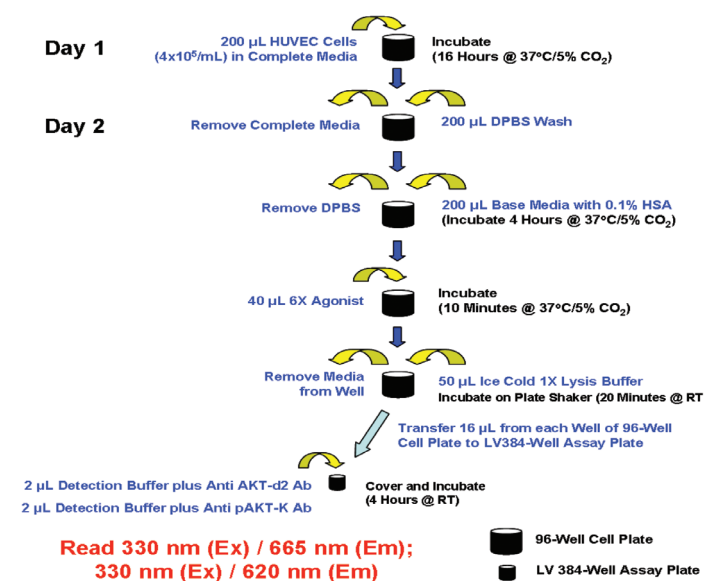 Day 1
200 µL HUVEC Cells
(4x10⁵/mL) in Complete Media
Incubate
(16 Hours @ 37°C/5% CO₂)
Day 2
Remove Complete Media
200 µL DPBS Wash
Remove DPBS
200 µL Base Media with 0.1% HSA
(Incubate 4 Hours @ 37°C/5% CO₂)
40 µL 6X Agonist
Incubate
(10 Minutes @ 37°C/5% CO₂)
Remove Media
from Well
50 µL Ice Cold 1X Lysis Buffer
Incubate on Plate Shaker (20 Minutes @ RT
Transfer 16 µL from each Well of 96-Well
Cell Plate to LV384-Well Assay Plate
2 µL Detection Buffer plus Anti AKT-d2 Ab
2 µL Detection Buffer plus Anti pAKT-K Ab
Cover and Incubate
(4 Hours @ RT)
Read 330 nm (Ex) / 665 nm (Em);
330 nm (Ex) / 620 nm (Em)
96-Well Cell Plate
LV 384-Well Assay Plate